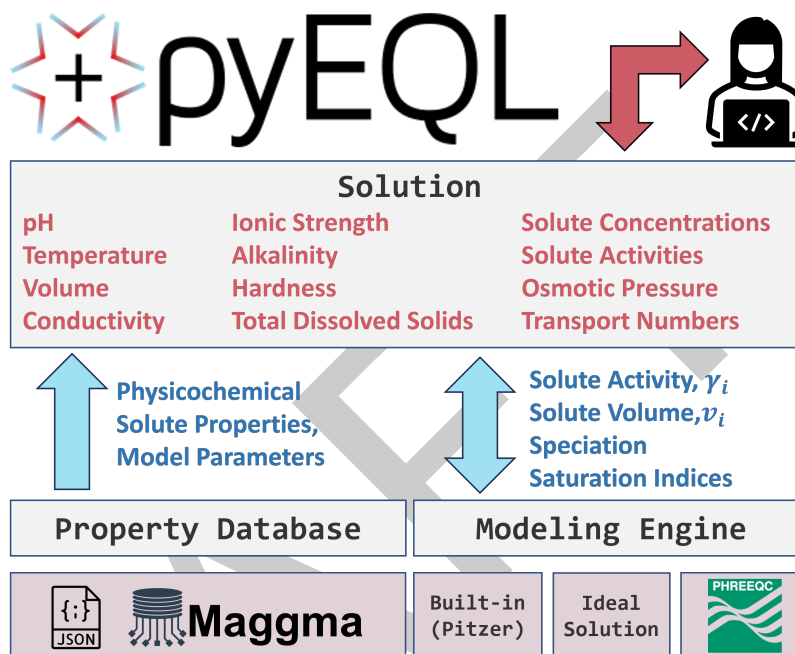 pyEQL
</>
Solution
pH
Ionic Strength
Solute Concentrations
Temperature
Alkalinity
Solute Activities
Volume
Hardness
Osmotic Pressure
Conductivity
Total Dissolved Solids
Transport Numbers
Physicochemical
Solute Properties,
Model Parameters
Solute Activity, γᵢ
Solute Volume,υᵢ
Speciation
Saturation Indices
Property Database
Modeling Engine
{;}
JSON
Maggma
Built-in
(Pitzer)
Ideal
Solution
PHREEQC